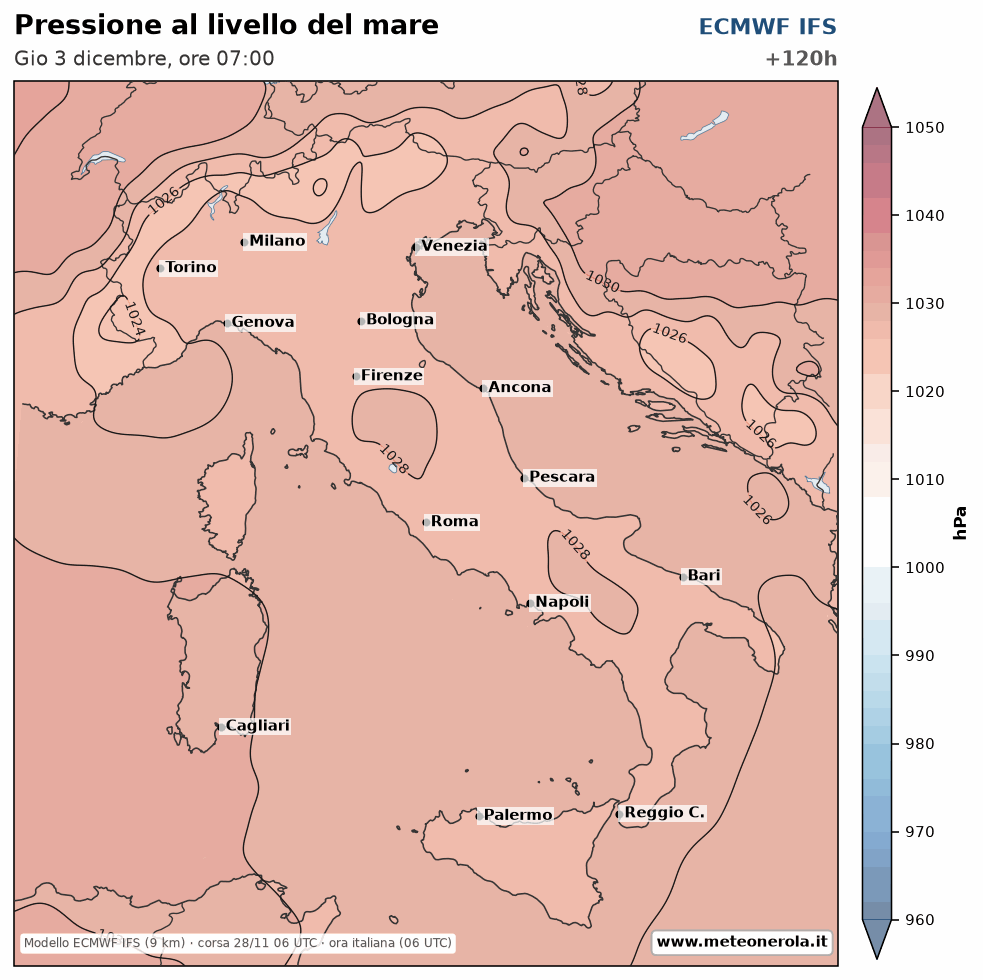 Pressione al livello del mare
ECMWF IFS
Gio 3 dicembre, ore 07:00
+120h
1026
Milano
Venezia
Torino
1030
1024
Genova
Bologna
1026
Firenze
Ancona
1026
1028
Pescara
1026
Roma
1028
Bari
Napoli
Cagliari
Palermo
Reggio C.
Modello ECMWF IFS (9 km) · corsa 28/11 06 UTC · ora italiana (06 UTC)
www.meteonerola.it
1050
1040
1030
1020
1010
1000
990
980
970
960
hPa